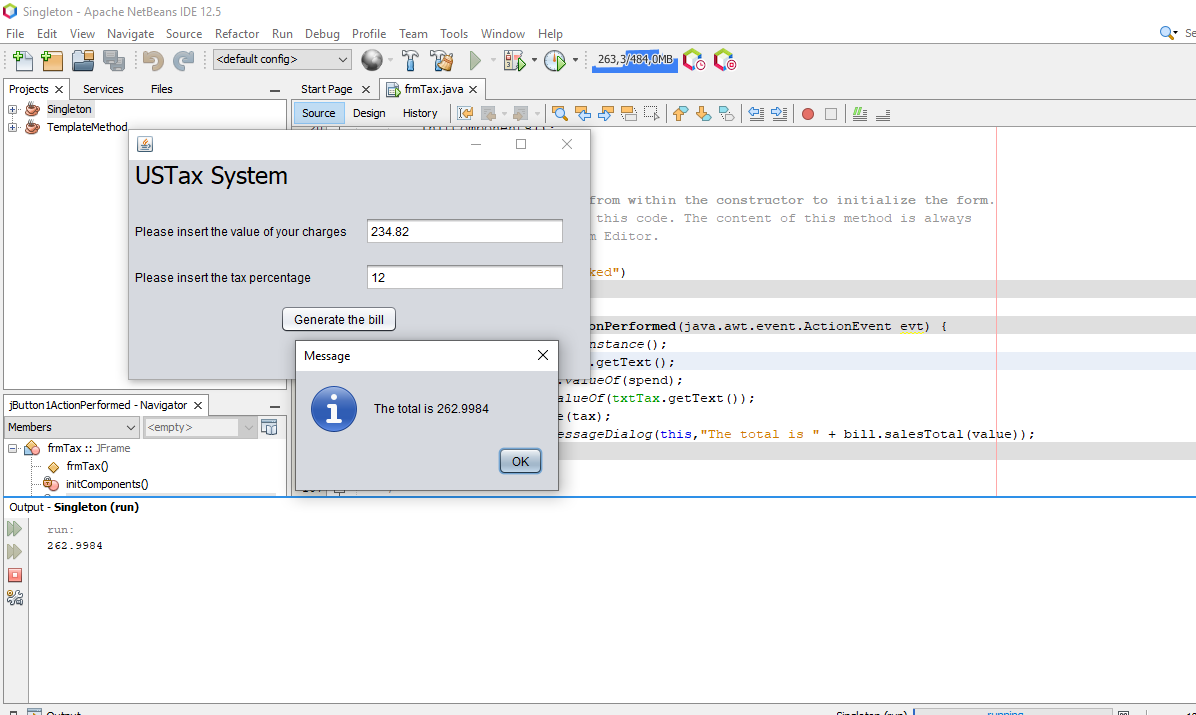 Singleton - Apache NetBeans IDE 12.5
File Edit View Navigate Source Refactor Run Debug Profile Team Tools Window Help
<default config>
263,3/484,0MB
Projects Services Files
Start Page frmTax.java
Singleton
TemplateMethod
Source Design History
USTax System
Please insert the value of your charges 234.82
Please insert the tax percentage 12
Generate the bill
Message
The total is 262.9984
OK
from within the constructor to initialize the form.
this code. The content of this method is always
m Editor.
ked")
onPerformed(java.awt.event.ActionEvent evt) {
nstance();
.getText();
.valueOf(spend);
alueOf(txtTax.getText());
e(tax);
essageDialog(this,"The total is " + bill.salesTotal(value));
jButton1ActionPerformed - Navigator
Members <empty>
frmTax :: JFrame
frmTax()
initComponents()
Output - Singleton (run)
run:
262.9984
Output
Singleton (run) running...